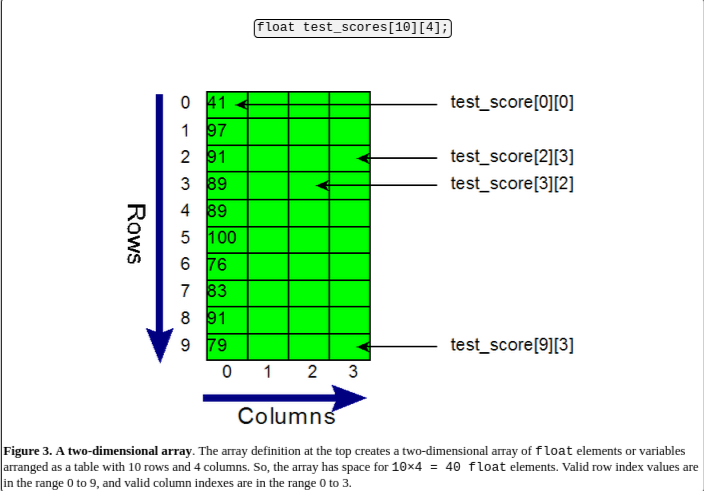 float test_scores[10][4];
0 41 test_score[0][0]
1 97
2 91 test_score[2][3]
3 89 test_score[3][2]
4 89
5 100
6 76
7 83
8 91
9 79 test_score[9][3]
Rows
0 1 2 3
Columns
Figure 3. A two-dimensional array. The array definition at the top creates a two-dimensional array of float elements or variables
arranged as a table with 10 rows and 4 columns. So, the array has space for 10×4 = 40 float elements. Valid row index values are
in the range 0 to 9, and valid column indexes are in the range 0 to 3.